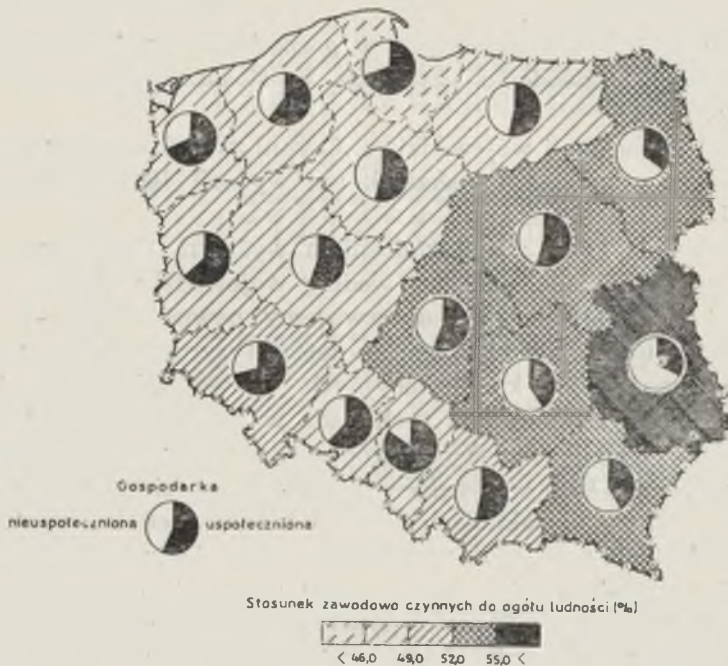 Gospodarka
nieuspołeczniona uspołeczniona
Stosunek zawodowo czynnych do ogółu ludności (%)
< 46,0 49,0 52,0 55,0 <